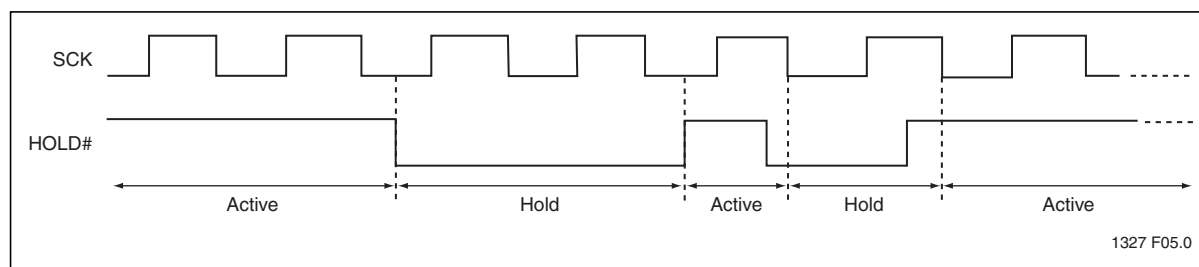 SCK
HOLD#
Active Hold Active Hold Active
1327 F05.0